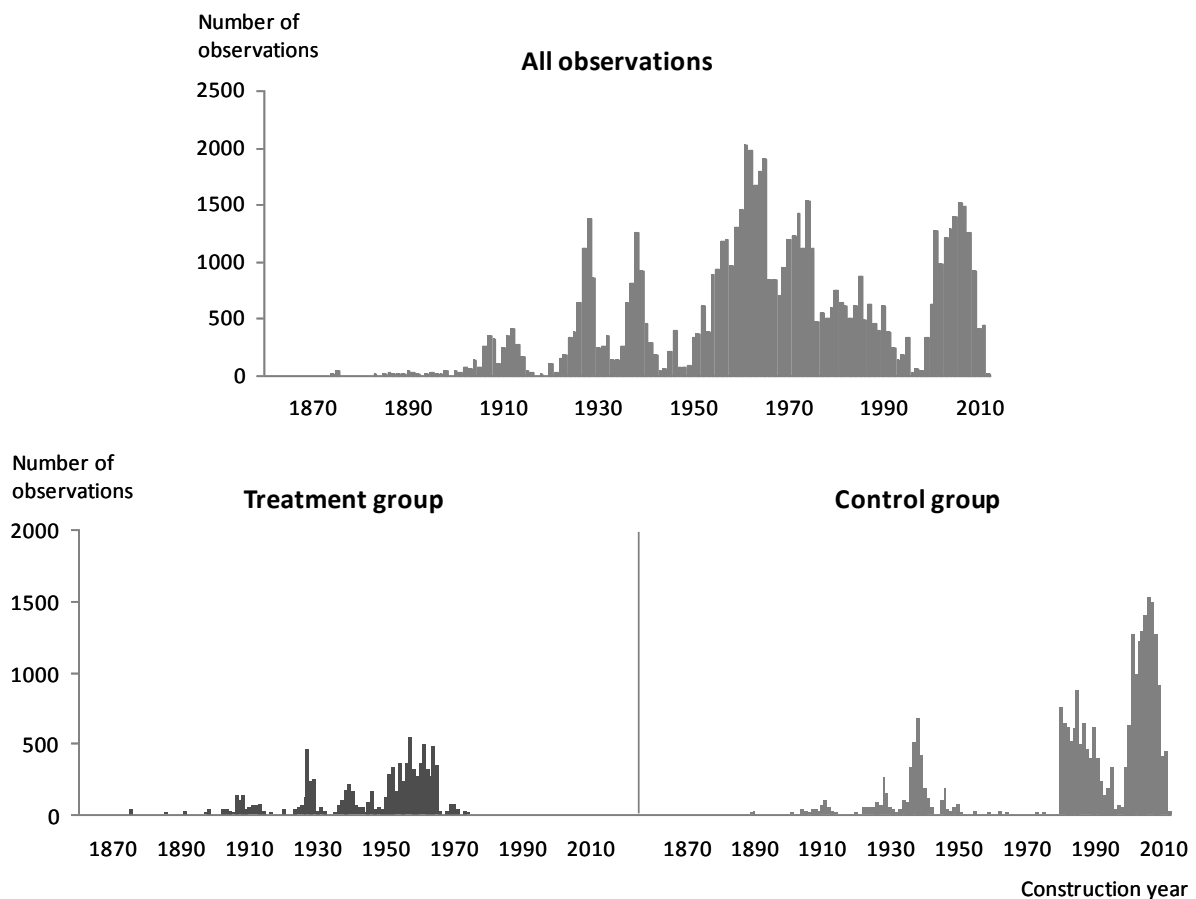 Number of
observations
All observations
2500
2000
1500
1000
500
0
1870 1890 1910 1930 1950 1970 1990 2010
Number of
observations
Treatment group
Control group
2000
1500
1000
500
0
1870 1890 1910 1930 1950 1970 1990 2010 1870 1890 1910 1930 1950 1970 1990 2010
Construction year